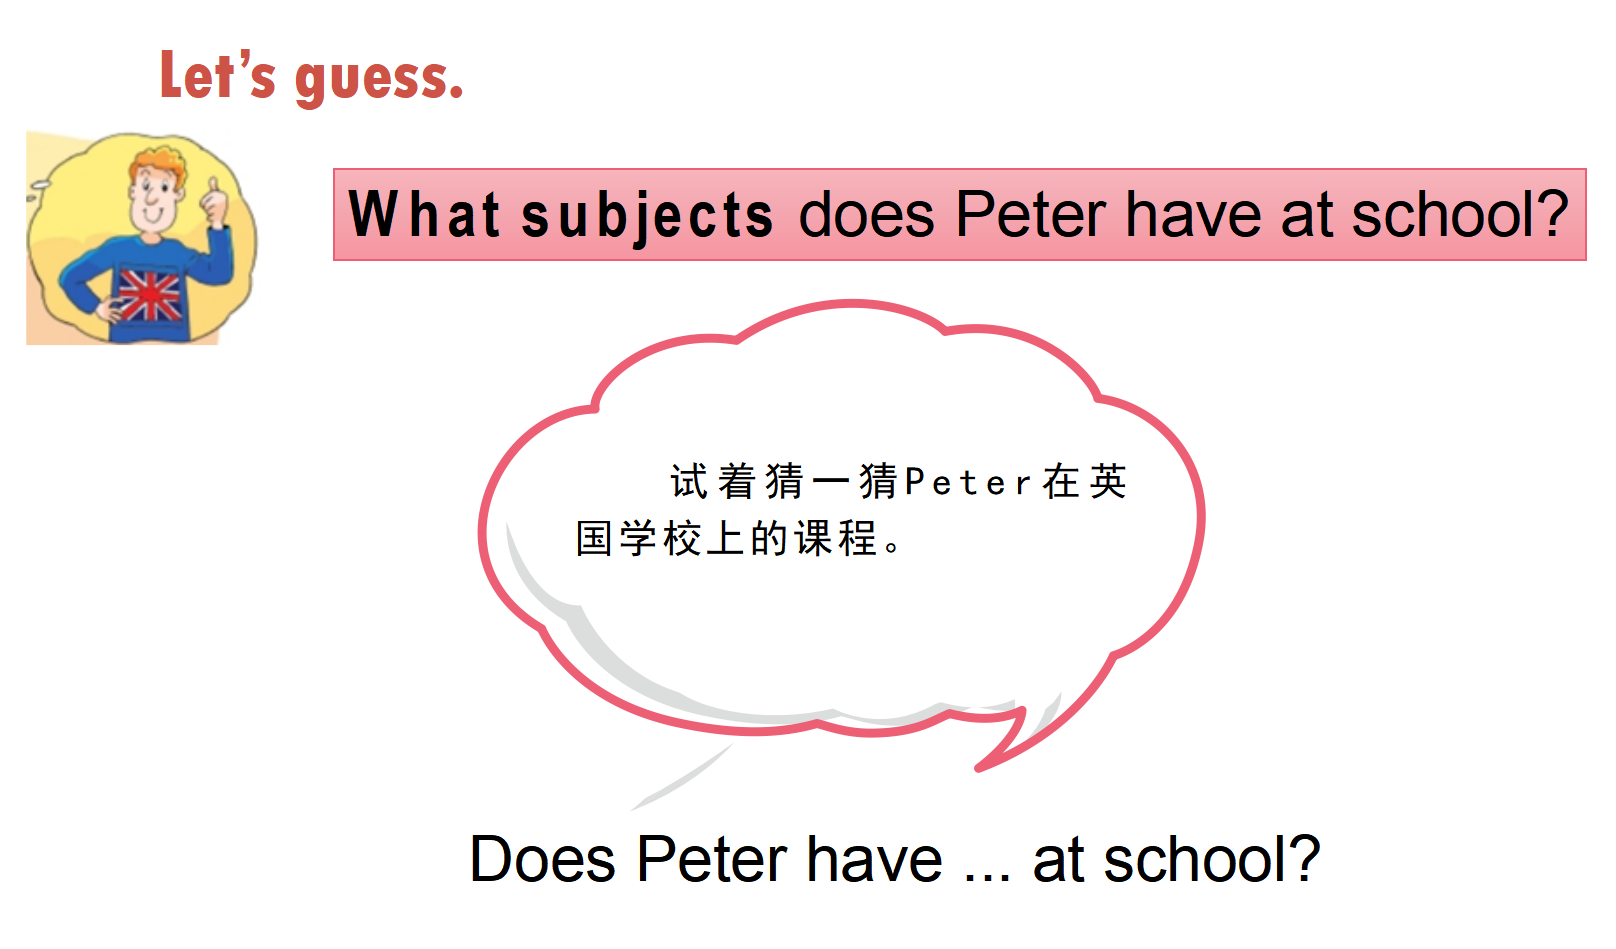 Let's guess.
What subjects does Peter have at school?
试着猜一猜Peter在英
国学校上的课程。
Does Peter have ... at school?